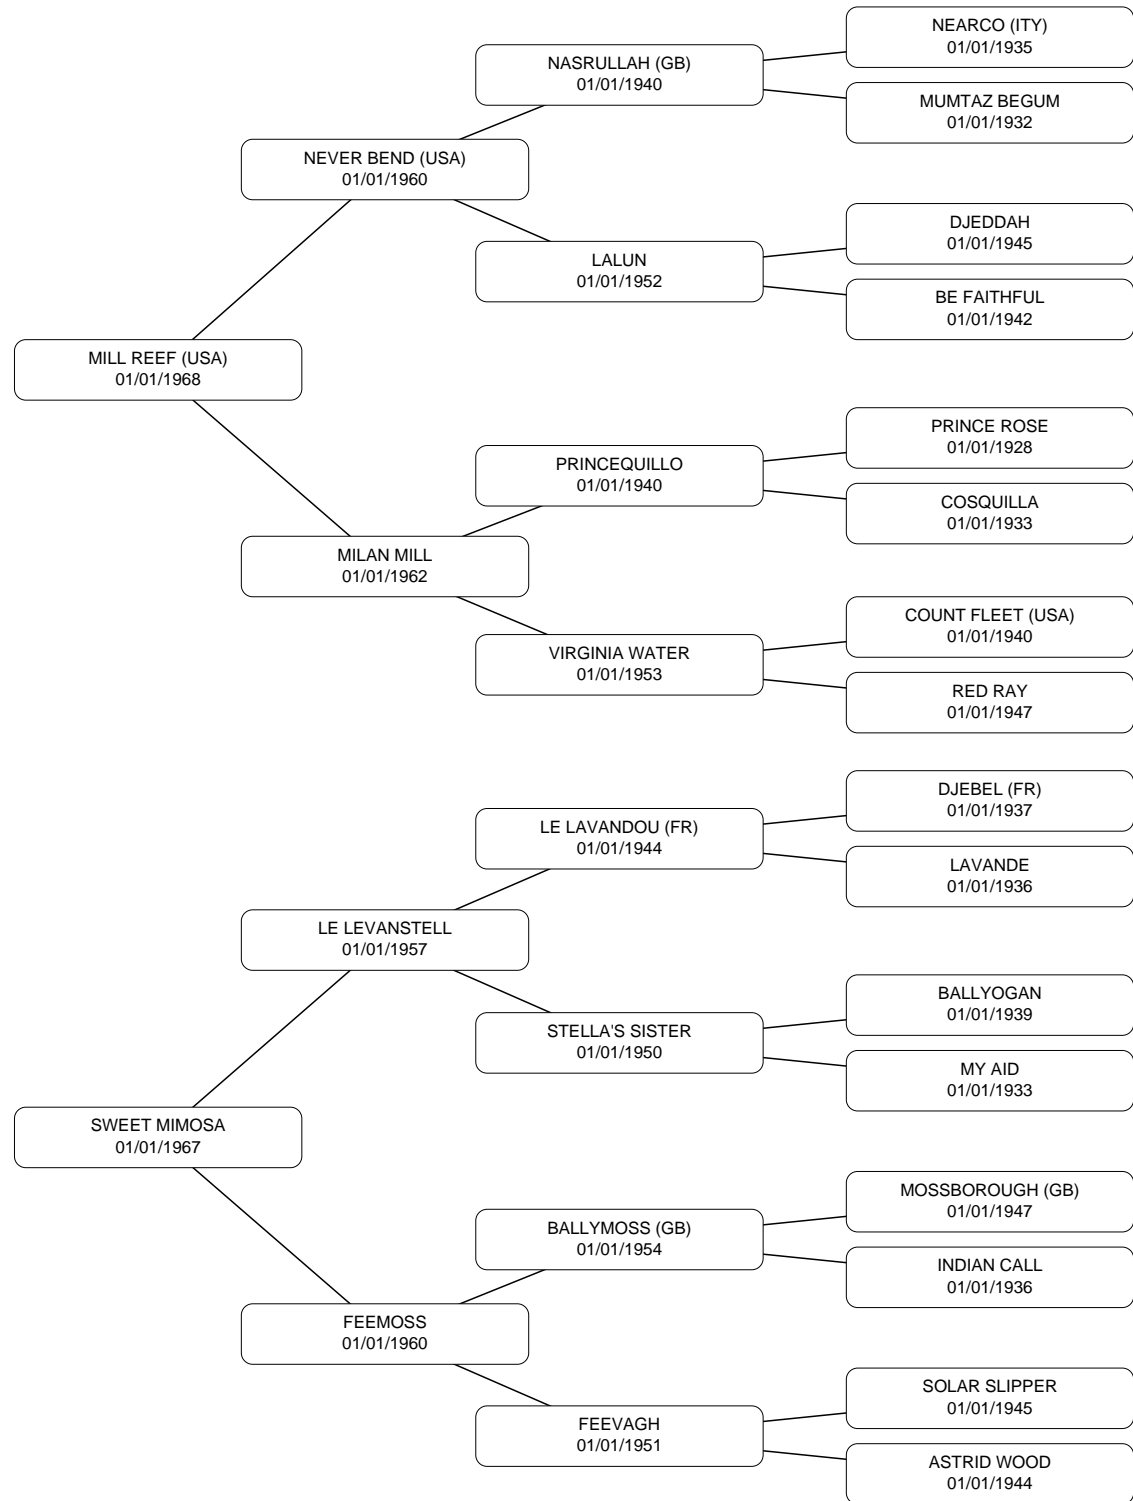 NEARCO (ITY)
01/01/1935
NASRULLAH (GB)
01/01/1940
MUMTAZ BEGUM
01/01/1932
NEVER BEND (USA)
01/01/1960
DJEDDAH
01/01/1945
LALUN
01/01/1952
BE FAITHFUL
01/01/1942
MILL REEF (USA)
01/01/1968
PRINCE ROSE
01/01/1928
PRINCEQUILLO
01/01/1940
COSQUILLA
01/01/1933
MILAN MILL
01/01/1962
COUNT FLEET (USA)
01/01/1940
VIRGINIA WATER
01/01/1953
RED RAY
01/01/1947
DJEBEL (FR)
01/01/1937
LE LAVANDOU (FR)
01/01/1944
LAVANDE
01/01/1936
LE LEVANSTELL
01/01/1957
BALLYOGAN
01/01/1939
STELLA'S SISTER
01/01/1950
MY AID
01/01/1933
SWEET MIMOSA
01/01/1967
MOSSBOROUGH (GB)
01/01/1947
BALLYMOSS (GB)
01/01/1954
INDIAN CALL
01/01/1936
FEEMOSS
01/01/1960
SOLAR SLIPPER
01/01/1945
FEEVAGH
01/01/1951
ASTRID WOOD
01/01/1944